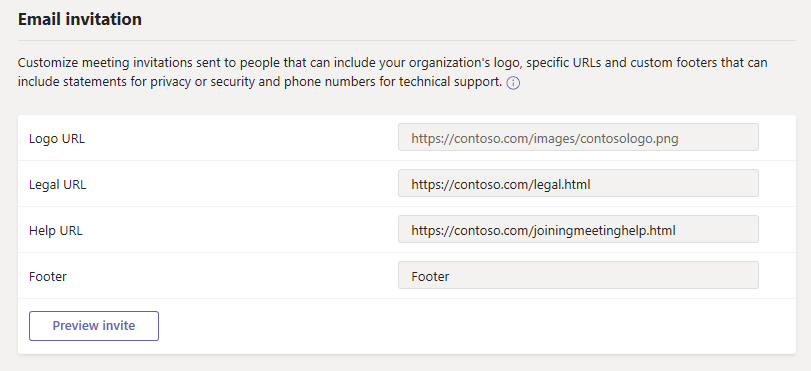 Email invitation
Customize meeting invitations sent to people that can include your organization's logo, specific URLs and custom footers that can
include statements for privacy or security and phone numbers for technical support.
Logo URL https://contoso.com/images/contosologo.png
Legal URL https://contoso.com/legal.html
Help URL https://contoso.com/joiningmeetinghelp.html
Footer Footer
Preview invite